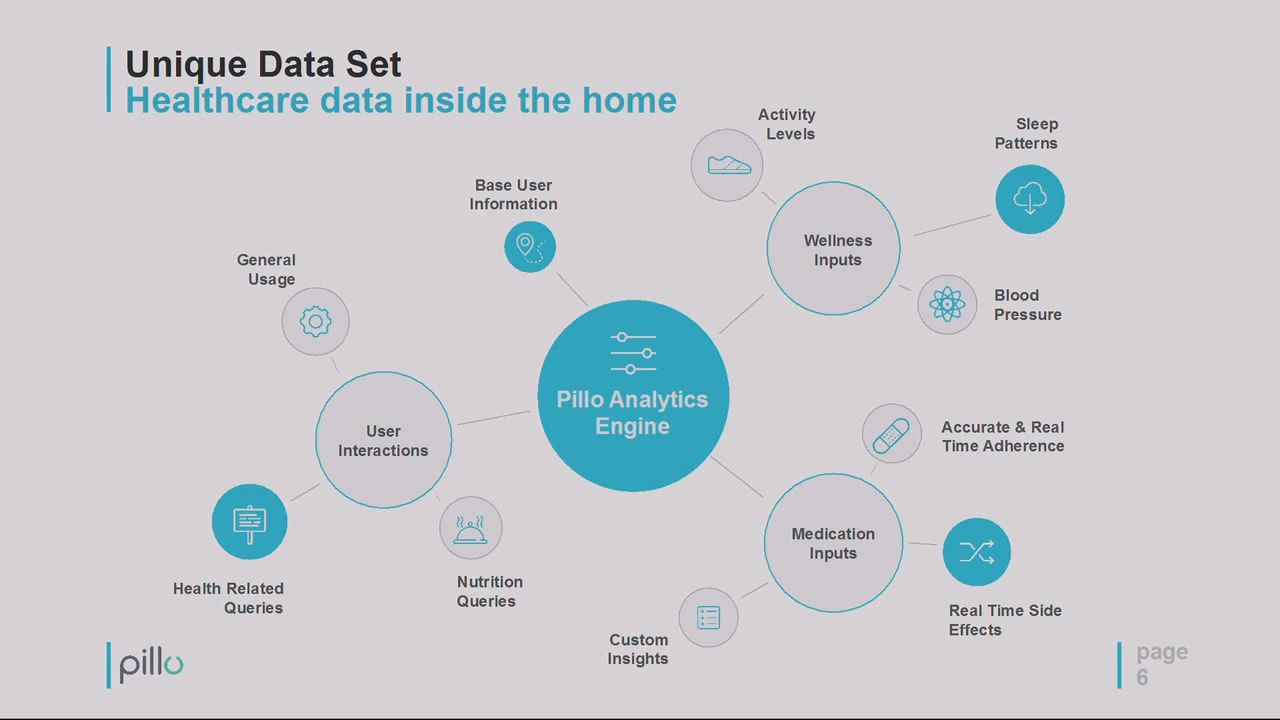 Unique Data Set
Healthcare data inside the home
Activity
Levels
Sleep
Patterns
Base User
Information
Wellness
Inputs
General
Usage
Blood
Pressure
Pillo Analytics
Engine
User
Interactions
Accurate & Real
Time Adherence
Medication
Inputs
Health Related
Queries
Nutrition
Queries
Real Time Side
Effects
Custom
Insights
pillo
page
6